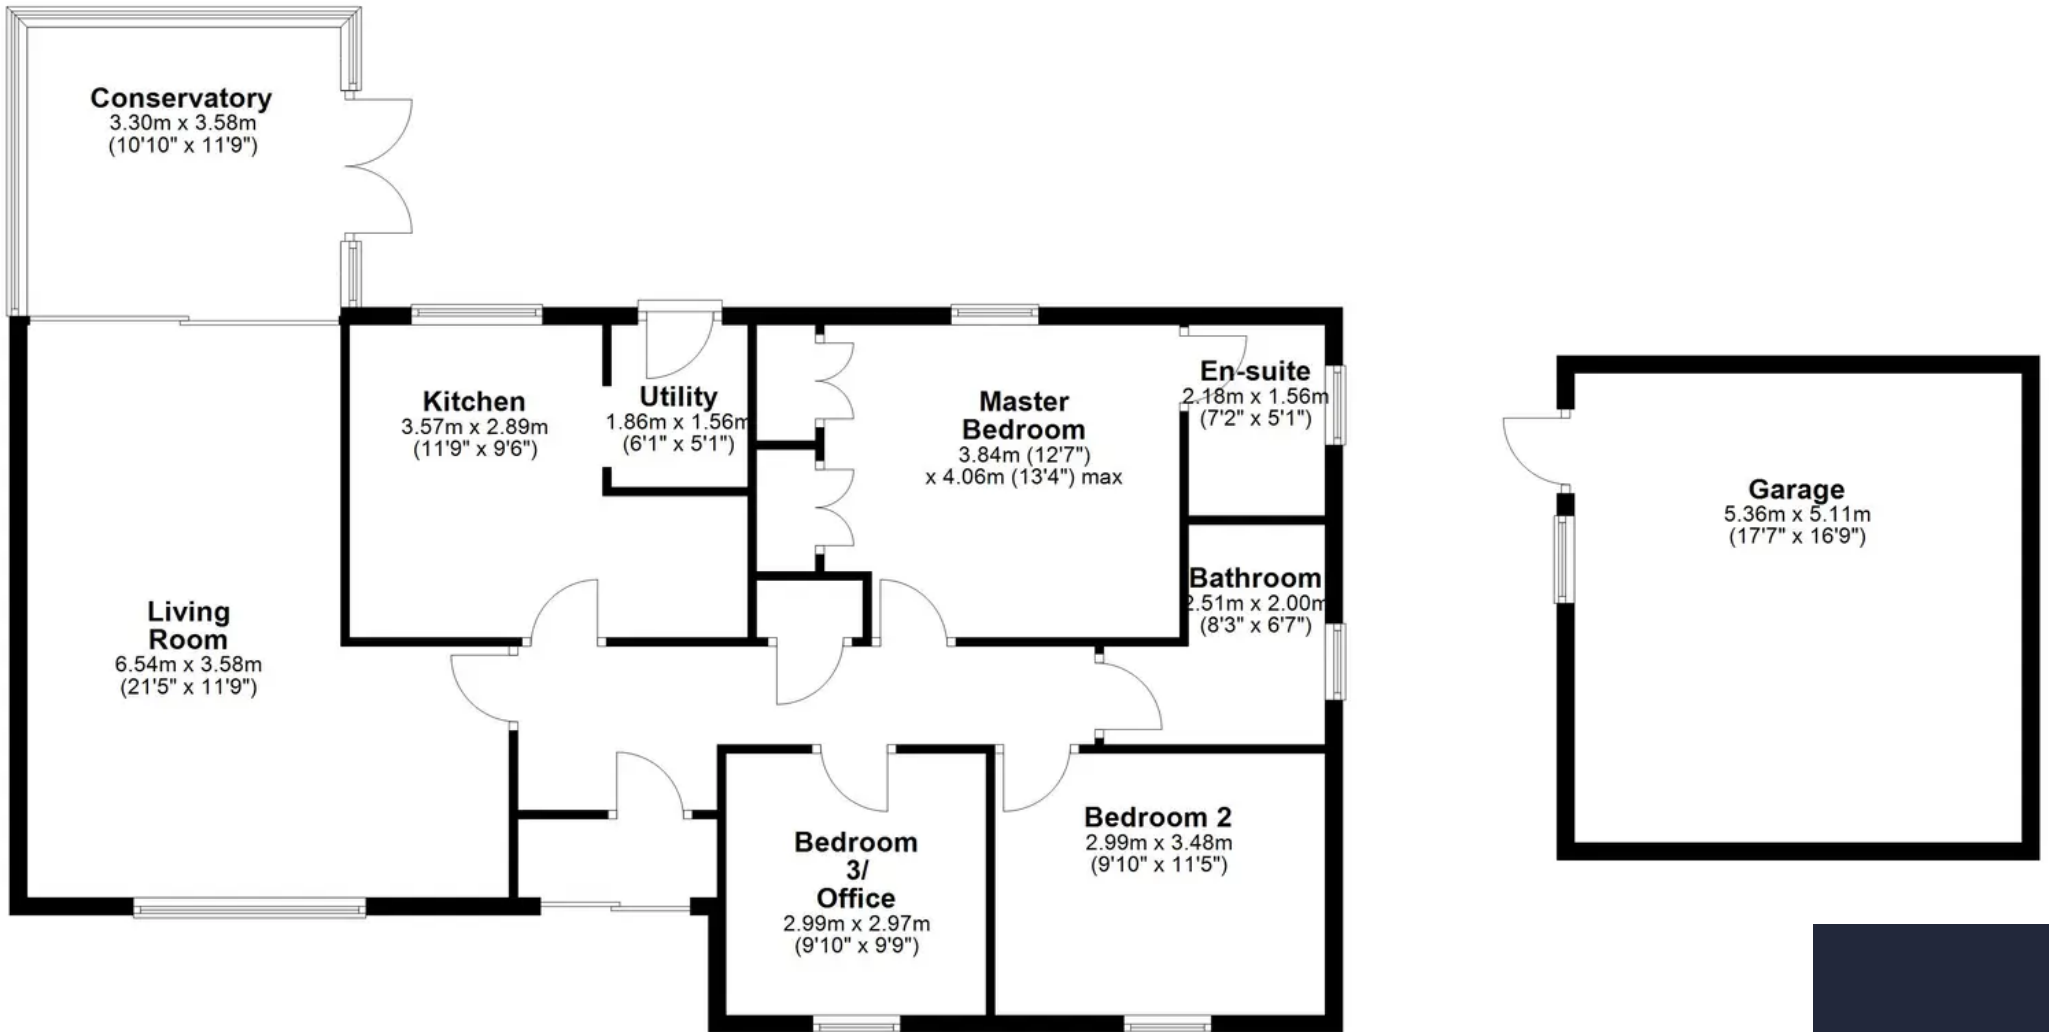 Conservatory
3.30m x 3.58m
(10'10" x 11'9")
Kitchen
3.57m x 2.89m
(11'9" x 9'6")
Utility
1.86m x 1.56m
(6'1" x 5'1")
Master
Bedroom
3.84m (12'7")
x 4.06m (13'4") max
En-suite
2.18m x 1.56m
(7'2" x 5'1")
Garage
5.36m x 5.11m
(17'7" x 16'9")
Living
Room
6.54m x 3.58m
(21'5" x 11'9")
Bathroom
2.51m x 2.00m
(8'3" x 6'7")
Bedroom
3/
Office
2.99m x 2.97m
(9'10" x 9'9")
Bedroom 2
2.99m x 3.48m
(9'10" x 11'5")